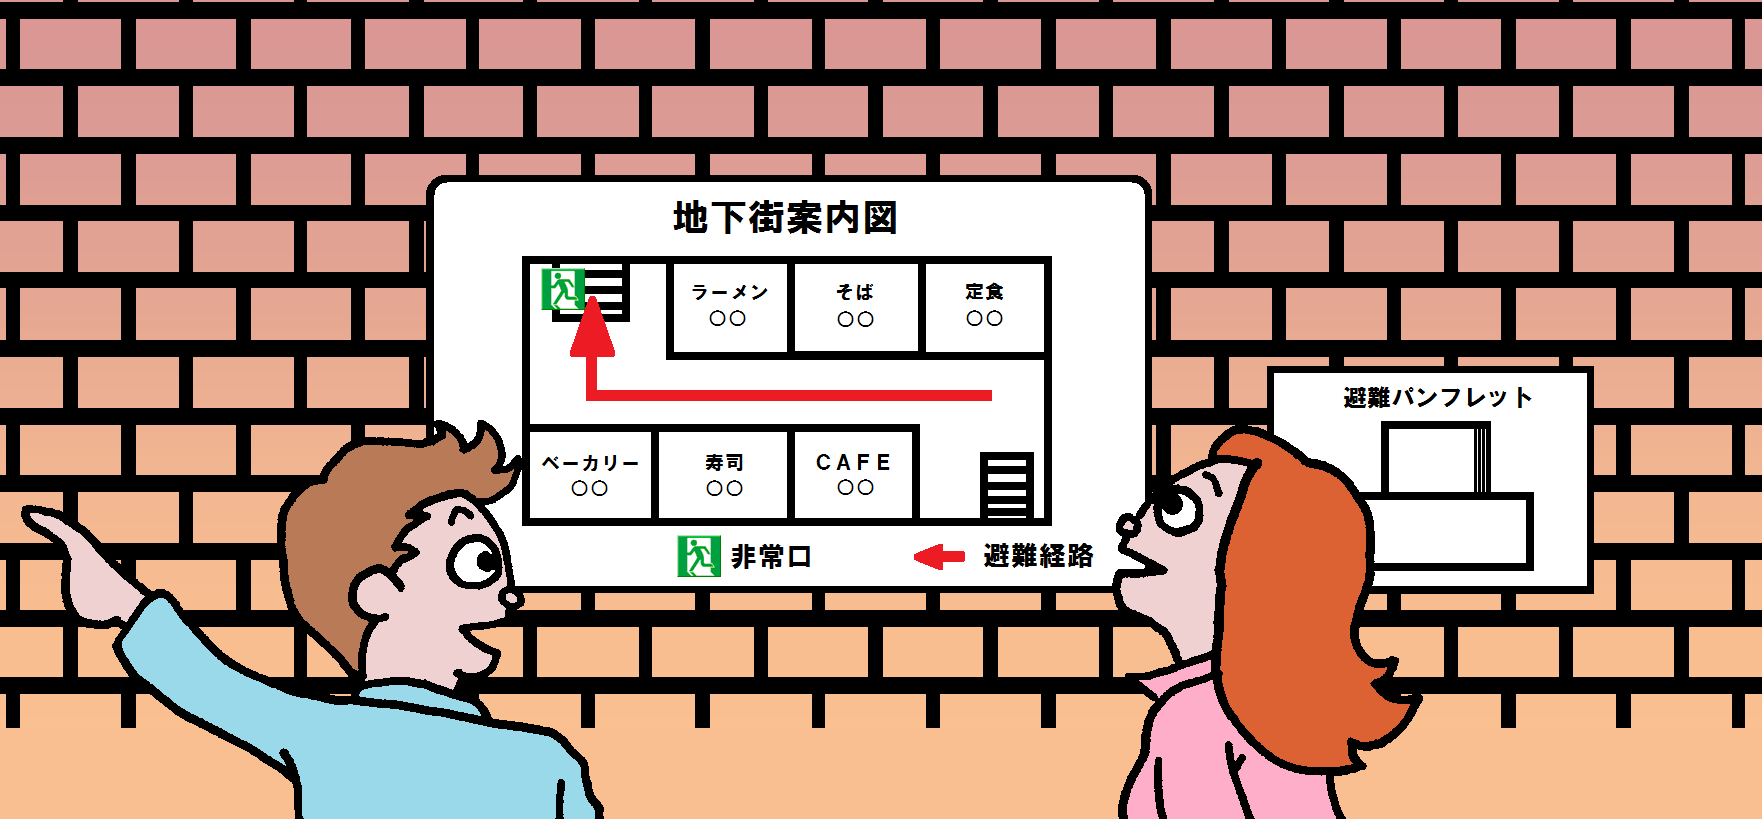 地下街案内図
ラーメン
○○
そば
○○
定食
○○
ベーカリー
○○
寿司
○○
CAFE
○○
非常口
避難経路
避難パンフレット